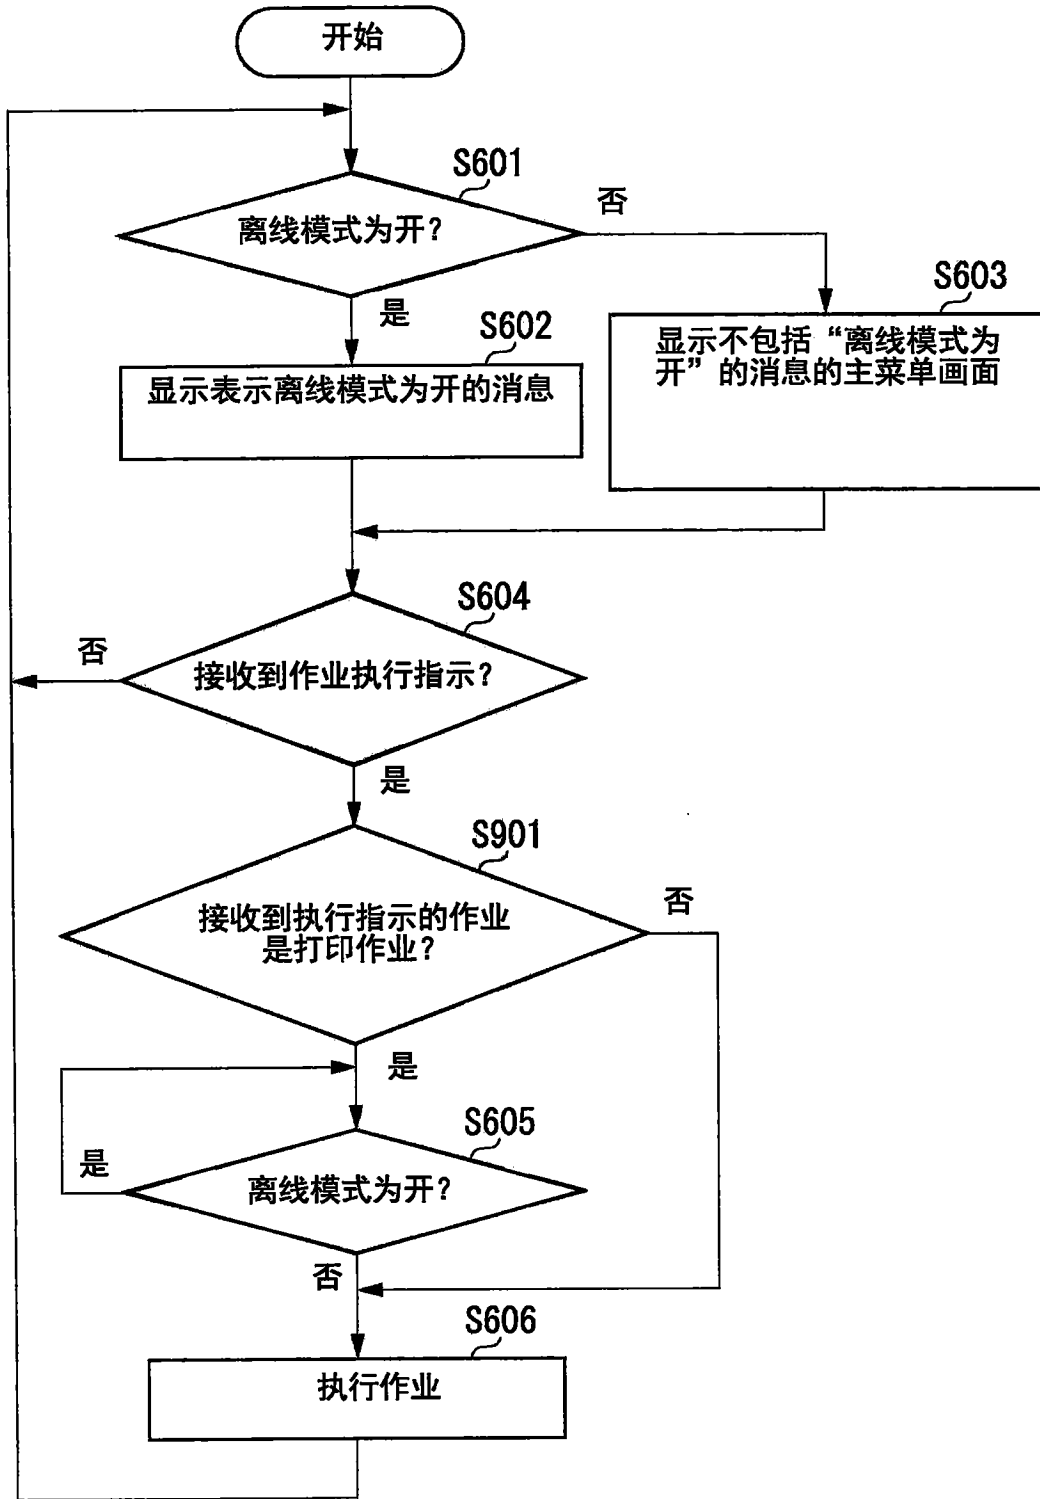 开始
S601
离线模式为开?
否
是
S602
显示表示离线模式为开的消息
S603
显示不包括“离线模式为
开”的消息的主菜单画面
S604
接收到作业执行指示?
否
是
S901
接收到执行指示的作业
是打印作业?
否
是
S605
离线模式为开?
是
否
S606
执行作业